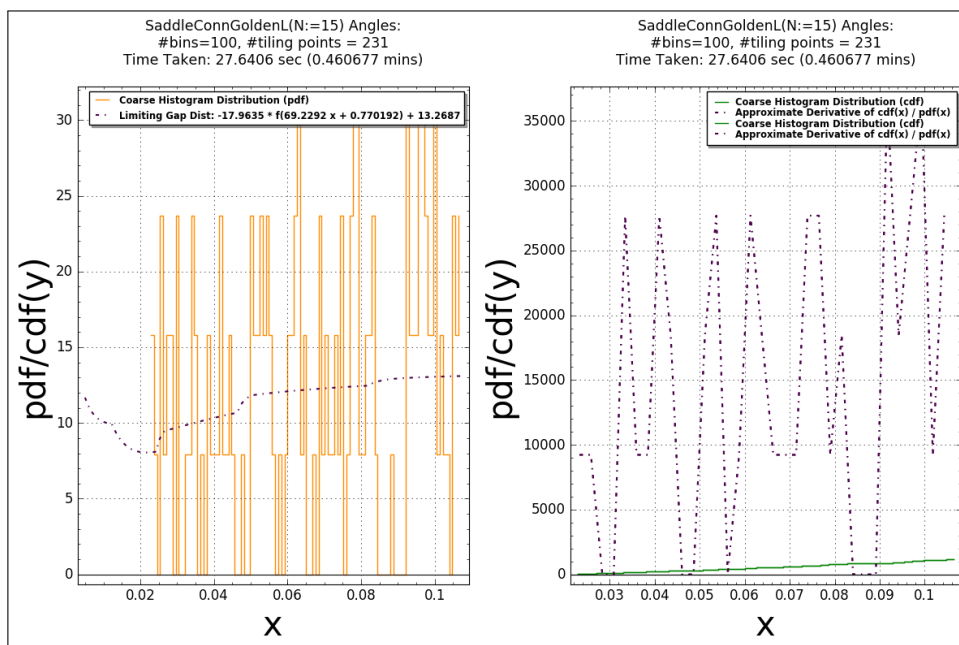 SaddleConnGoldenL(N:=15) Angles:
#bins=100, #tiling points = 231
Time Taken: 27.6406 sec (0.460677 mins)
Coarse Histogram Distribution (pdf)
Limiting Gap Dist: -17.9635 * f(69.2292 x + 0.770192) + 13.2687
30
25
20
15
10
5
0
pdf/cdf(y)
0.02
0.04
0.06
0.08
0.1
x
SaddleConnGoldenL(N:=15) Angles:
#bins=100, #tiling points = 231
Time Taken: 27.6406 sec (0.460677 mins)
Coarse Histogram Distribution (cdf)
Approximate Derivative of cdf(x) / pdf(x)
Coarse Histogram Distribution (cdf)
Approximate Derivative of cdf(x) / pdf(x)
35000
30000
25000
20000
15000
10000
5000
0
pdf/cdf(y)
0.03
0.04
0.05
0.06
0.07
0.08
0.09
0.1
x